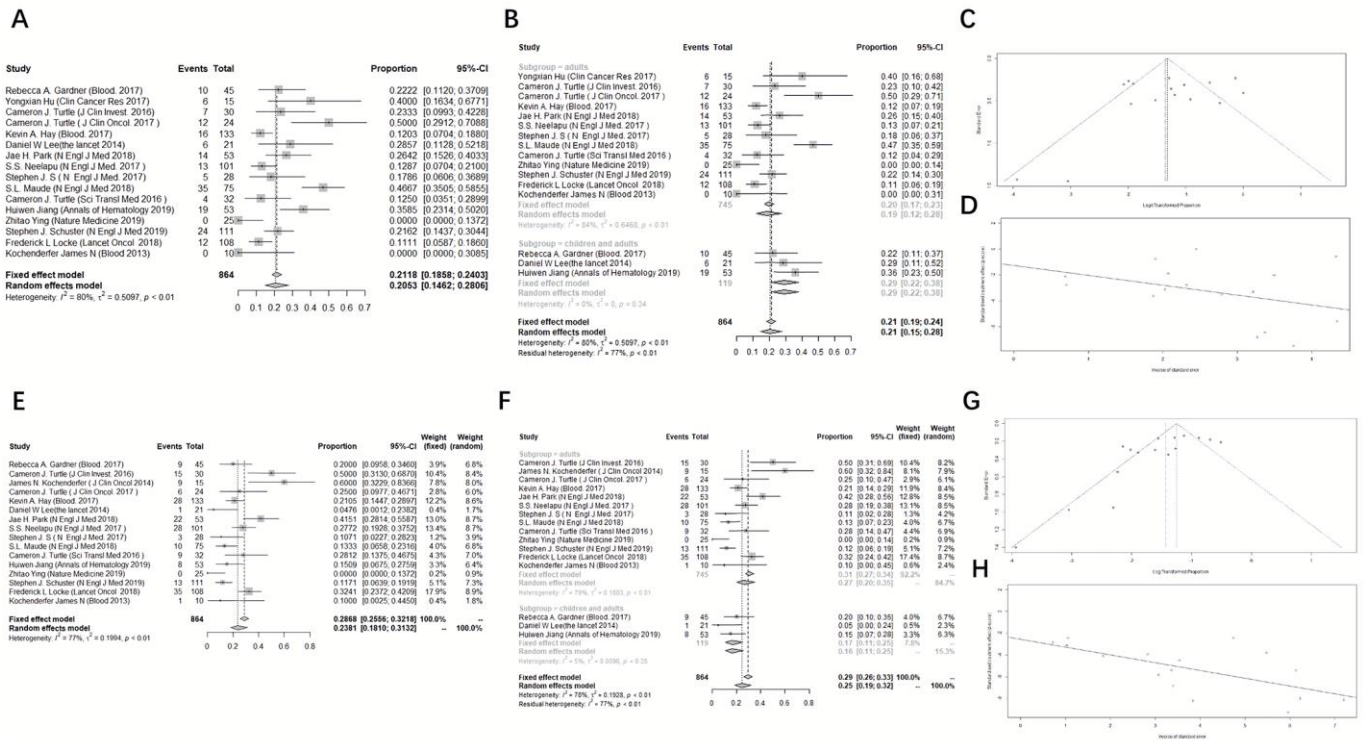 A
Study Events Total Proportion 95%-CI
Rebecca A. Gardner (Blood. 2017) 10 45 0.2222 [0.1120; 0.3709]
Yongxian Hu (Clin Cancer Res 2017) 6 15 0.4000 [0.1634; 0.6771]
Cameron J. Turtle (J Clin Invest. 2016) 7 30 0.2333 [0.0993; 0.4228]
Cameron J. Turtle ( J Clin Oncol. 2017 ) 12 24 0.5000 [0.2912; 0.7088]
Kevin A. Hay (Blood. 2017) 16 133 0.1203 [0.0704; 0.1880]
Daniel W Lee(the lancet 2014) 6 21 0.2857 [0.1128; 0.5218]
Jae H. Park (N Engl J Med 2018) 14 53 0.2642 [0.1526; 0.4033]
S.S. Neelapu (N Engl J Med. 2017 ) 13 101 0.1287 [0.0704; 0.2100]
Stephen J. S ( N Engl J Med. 2017) 5 28 0.1786 [0.0606; 0.3689]
S.L. Maude (N Engl J Med 2018) 35 75 0.4667 [0.3505; 0.5855]
Cameron J. Turtle (Sci Transl Med 2016 ) 4 32 0.1250 [0.0351; 0.2899]
Huiwen Jiang (Annals of Hematology 2019) 19 53 0.3585 [0.2314; 0.5020]
Zhitao Ying (Nature Medicine 2019) 0 25 0.0000 [0.0000; 0.1372]
Stephen J. Schuster (N Engl J Med 2019) 24 111 0.2162 [0.1437; 0.3044]
Frederick L Locke (Lancet Oncol. 2018) 12 108 0.1111 [0.0587; 0.1860]
Kochenderfer James N (Blood 2013) 0 10 0.0000 [0.0000; 0.3085]
Fixed effect model 864 0.2118 [0.1858; 0.2403]
Random effects model 0.2053 [0.1462; 0.2806]
Heterogeneity: I² = 80%, τ² = 0.5097, p < 0.01
0 0.1 0.2 0.3 0.4 0.5 0.6 0.7
B
Study Events Total Proportion 95%-CI
Subgroup = adults
Yongxian Hu (Clin Cancer Res 2017) 6 15 0.40 [0.16; 0.68]
Cameron J. Turtle (J Clin Invest. 2016) 7 30 0.23 [0.10; 0.42]
Cameron J. Turtle ( J Clin Oncol. 2017 ) 12 24 0.50 [0.29; 0.71]
Kevin A. Hay (Blood. 2017) 16 133 0.12 [0.07; 0.19]
Jae H. Park (N Engl J Med 2018) 14 53 0.26 [0.15; 0.40]
S.S. Neelapu (N Engl J Med. 2017 ) 13 101 0.13 [0.07; 0.21]
Stephen J. S ( N Engl J Med. 2017) 5 28 0.18 [0.06; 0.37]
S.L. Maude (N Engl J Med 2018) 35 75 0.47 [0.35; 0.59]
Cameron J. Turtle (Sci Transl Med 2016 ) 4 32 0.12 [0.04; 0.29]
Zhitao Ying (Nature Medicine 2019) 0 25 0.00 [0.00; 0.14]
Stephen J. Schuster (N Engl J Med 2019) 24 111 0.22 [0.14; 0.30]
Frederick L Locke (Lancet Oncol. 2018) 12 108 0.11 [0.06; 0.19]
Kochenderfer James N (Blood 2013) 0 10 0.00 [0.00; 0.31]
Fixed effect model 745 0.20 [0.17; 0.23]
Random effects model 0.19 [0.12; 0.28]
Heterogeneity: I² = 84%, τ² = 0.6468, p < 0.01
Subgroup = children and adults
Rebecca A. Gardner (Blood. 2017) 10 45 0.22 [0.11; 0.37]
Daniel W Lee(the lancet 2014) 6 21 0.29 [0.11; 0.52]
Huiwen Jiang (Annals of Hematology 2019) 19 53 0.36 [0.23; 0.50]
Fixed effect model 119 0.29 [0.22; 0.38]
Random effects model 0.29 [0.22; 0.38]
Heterogeneity: I² = 0%, τ² = 0, p = 0.34
Fixed effect model 864 0.21 [0.19; 0.24]
Random effects model 0.21 [0.15; 0.28]
Heterogeneity: I² = 80%, τ² = 0.5097, p < 0.01
Residual heterogeneity: I² = 77%, p < 0.01
0 0.1 0.2 0.3 0.4 0.5 0.6 0.7
C
Standard Error
Logit Transformed Proportion
D
Inverse of standard error
E
Study Events Total Proportion 95%-CI Weight (fixed) Weight (random)
Rebecca A. Gardner (Blood. 2017) 9 45 0.2000 [0.0958; 0.3460] 3.9% 6.8%
Cameron J. Turtle (J Clin Invest. 2016) 15 30 0.5000 [0.3130; 0.6870] 10.4% 8.4%
James N. Kochenderfer ( J Clin Oncol 2014) 9 15 0.6000 [0.3229; 0.8366] 7.8% 8.0%
Cameron J. Turtle ( J Clin Oncol. 2017 ) 6 24 0.2500 [0.0977; 0.4671]
Kevin A. Hay (Blood. 2017) 28 133 0.2105 [0.1447; 0.2897] 12.2% 8.6%
Daniel W Lee(the lancet 2014) 1 21 0.0476 [0.0012; 0.2382] 0.4% 1.7%
Jae H. Park (N Engl J Med 2018) 22 53 0.4151 [0.2814; 0.5587] 13.0% 8.7%
S.S. Neelapu (N Engl J Med. 2017 ) 28 101 0.2772 [0.1928; 0.3752] 13.4% 8.7%
Stephen J. S ( N Engl J Med. 2017) 3 28 0.1071 [0.0227; 0.2823]
S.L. Maude (N Engl J Med 2018) 10 75 0.1333 [0.0658; 0.2316]
Cameron J. Turtle (Sci Transl Med 2016 ) 9 32 0.2812 [0.1375; 0.4675]
Huiwen Jiang (Annals of Hematology 2019) 8 53 0.1509 [0.0675; 0.2759]
Zhitao Ying (Nature Medicine 2019) 0 25 0.0000 [0.0000; 0.1372]
Stephen J. Schuster (N Engl J Med 2019) 13 111 0.1171 [0.0639; 0.1919] 5.1% 7.3%
Frederick L Locke (Lancet Oncol. 2018) 35 108 0.3241 [0.2372; 0.4209] 17.9%
Kochenderfer James N (Blood 2013) 1 10 0.1000 [0.0025; 0.4450] 0.4% 1.8%
Fixed effect model 864 0.2868 [0.2556; 0.3218] 100.0% --
Random effects model 0.2381 [0.1810; 0.3132] -- 100.0%
Heterogeneity: I² = 77%, τ² = 0.1994, p < 0.01
0 0.2 0.4 0.6 0.8
F
Study Events Total Proportion 95%-CI Weight (fixed) Weight (random)
Subgroup = adults
Cameron J. Turtle (J Clin Invest. 2016) 15 30 0.50 [0.31; 0.69] 10.4% 8.2%
James N. Kochenderfer ( J Clin Oncol 2014) 9 15 0.60 [0.32; 0.84] 8.1% 7.9%
Cameron J. Turtle ( J Clin Oncol. 2017 ) 6 24 0.25 [0.10; 0.47] 2.9% 6.1%
Kevin A. Hay (Blood. 2017) 28 133 0.21 [0.14; 0.29] 11.9% 8.4%
Jae H. Park (N Engl J Med 2018) 22 53 0.42 [0.28; 0.56] 12.8% 8.5%
S.S. Neelapu (N Engl J Med. 2017 ) 28 101 0.28 [0.19; 0.38]
Stephen J. S ( N Engl J Med. 2017) 3 28 0.11 [0.02; 0.28]
S.L. Maude (N Engl J Med 2018) 10 75 0.13 [0.07; 0.23]
Cameron J. Turtle (Sci Transl Med 2016 ) 9 32 0.28 [0.14; 0.47]
Zhitao Ying (Nature Medicine 2019) 0 25 0.00 [0.00; 0.14]
Stephen J. Schuster (N Engl J Med 2019) 13 111 0.12 [0.06; 0.19]
Frederick L Locke (Lancet Oncol. 2018) 35 108 0.32 [0.24; 0.42] 17.4%
Kochenderfer James N (Blood 2013) 1 10 0.10 [0.00; 0.45] 0.6% 2.4%
Fixed effect model 745 0.31 [0.27; 0.34] 92.2% --
Random effects model 0.27 [0.20; 0.35] -- 84.7%
Subgroup = children and adults
Rebecca A. Gardner (Blood. 2017) 9 45 0.20 [0.10; 0.35] 4.0% 6.7%
Daniel W Lee(the lancet 2014) 1 21 0.05 [0.00; 0.24] 0.5% 2.3%
Huiwen Jiang (Annals of Hematology 2019) 8 53 0.15 [0.07; 0.28] 3.3%
Fixed effect model 119 0.17 [0.11; 0.25] 7.8% --
Random effects model 0.16 [0.11; 0.25] -- 15.3%
Fixed effect model 864 0.29 [0.26; 0.33] 100.0% --
Random effects model 0.25 [0.19; 0.32] -- 100.0%
Heterogeneity: I² = 76%, τ² = 0.1928, p < 0.01
Residual heterogeneity: I² = 77%, p < 0.01
0 0.2 0.4 0.6 0.8
G
Standard Error
Log Transformed Proportion
H
Inverse of standard error